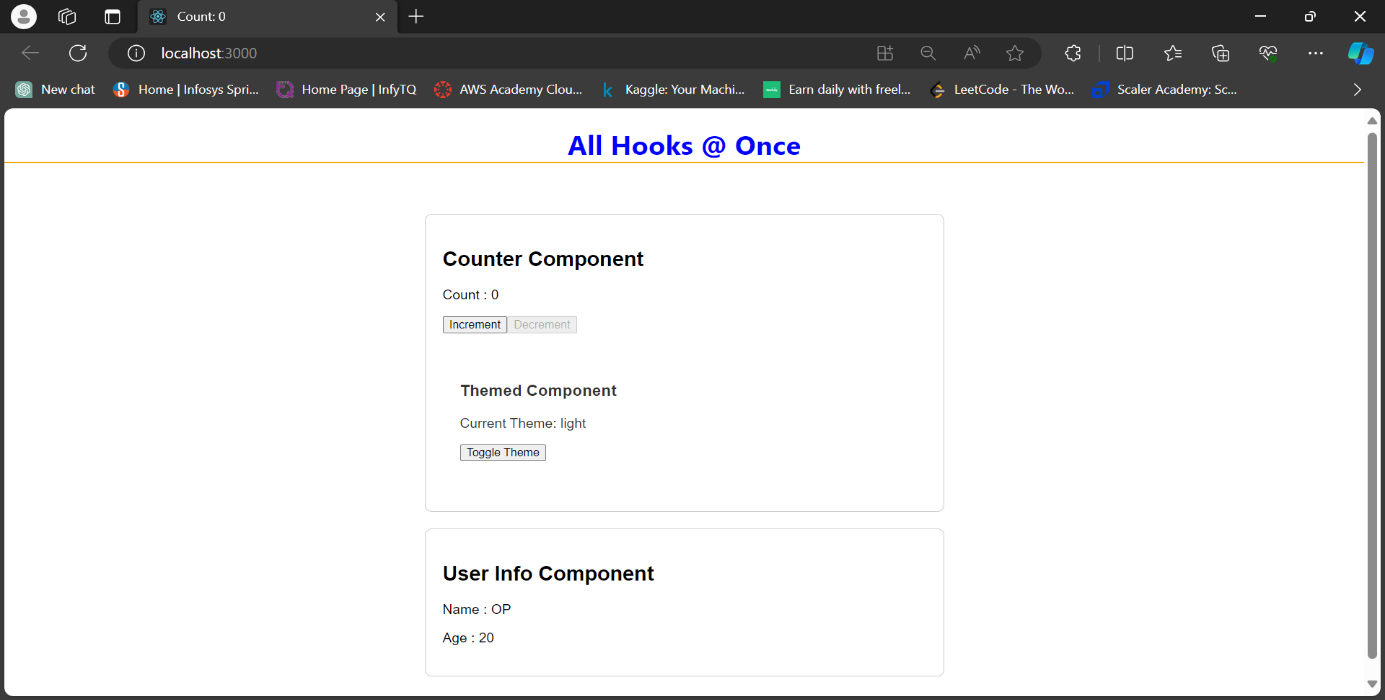 Count: 0
localhost:3000
New chat
Home | Infosys Spri...
Home Page | InfyTQ
AWS Academy Clou...
Kaggle: Your Machi...
Earn daily with freel...
LeetCode - The Wo...
Scaler Academy: Sc...
All Hooks @ Once
Counter Component
Count : 0
Increment Decrement
Themed Component
Current Theme: light
Toggle Theme
User Info Component
Name : OP
Age : 20